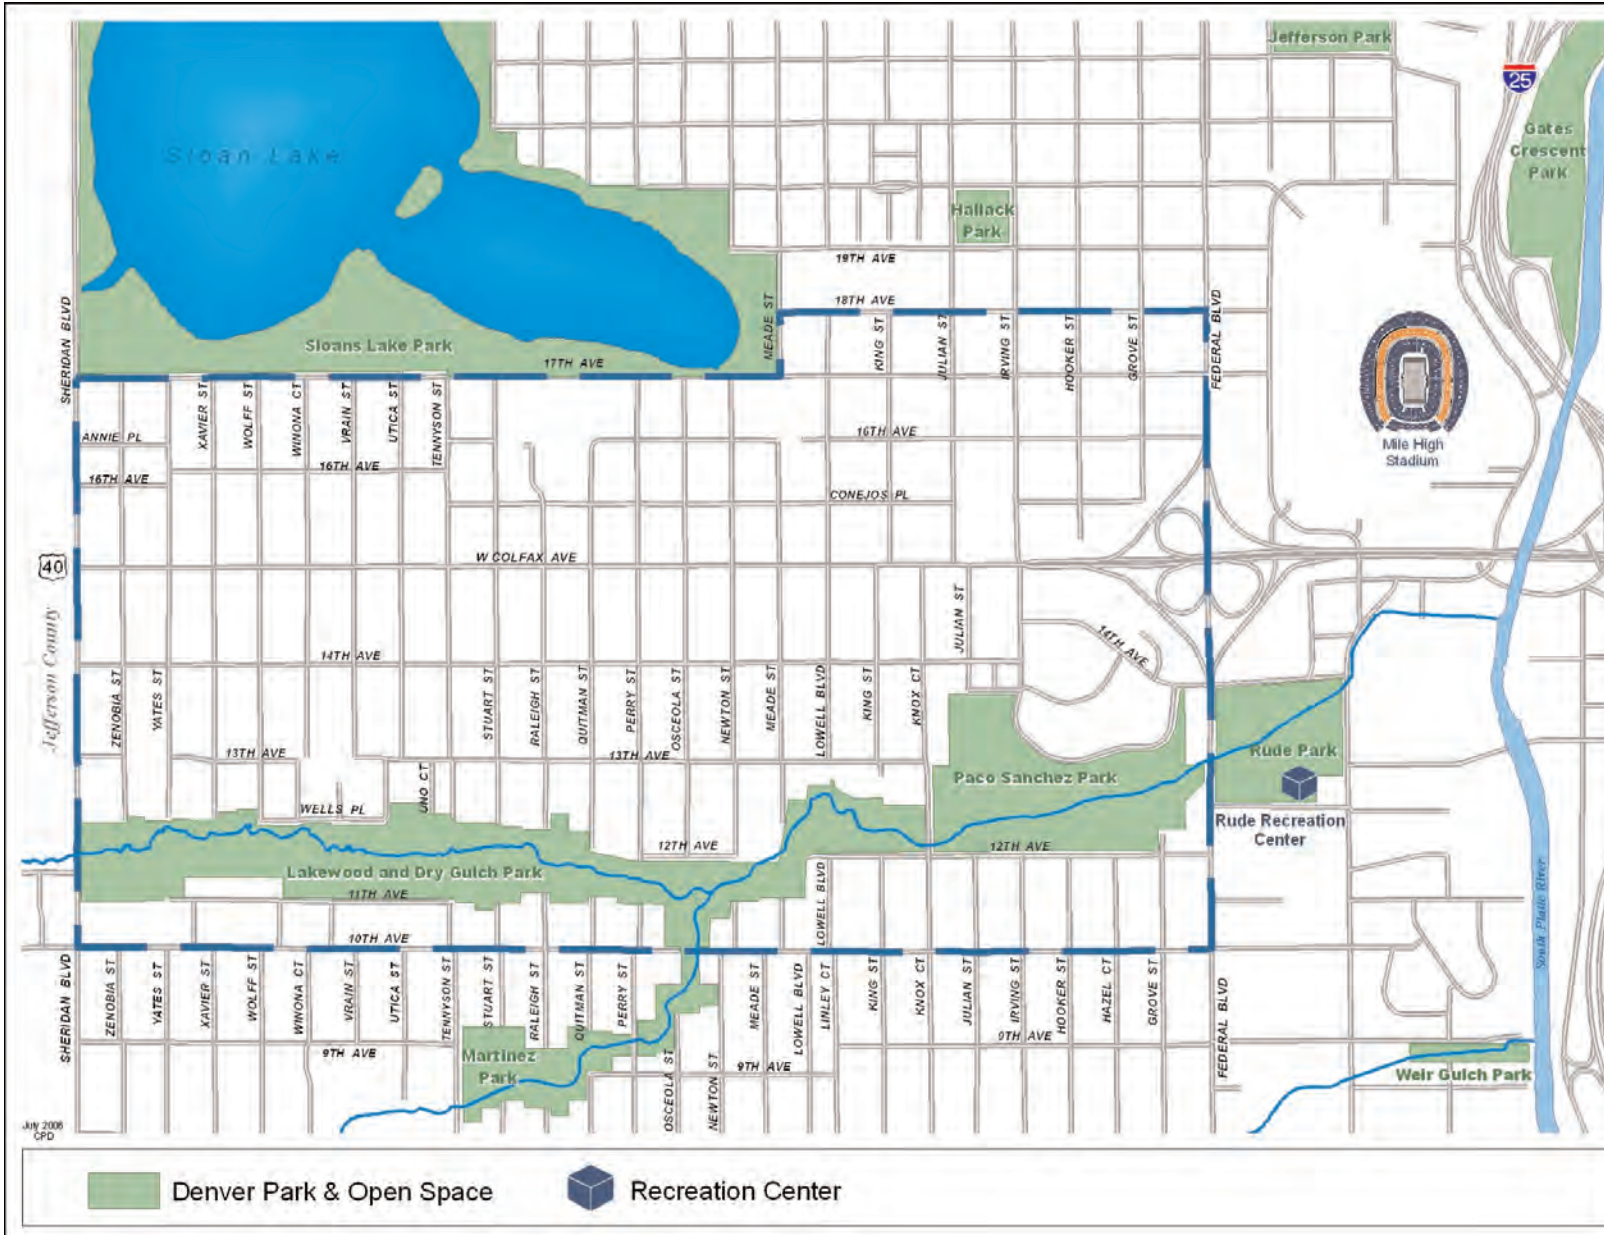 Jefferson Park
25
Gates
Crescent
Park
Sloan Lake
Hallack
Park
19TH AVE
18TH AVE
SHERIDAN BLVD
MEADE ST
KING ST
JULIAN ST
IRVING ST
HOOKER ST
GROVE ST
FEDERAL BLVD
Sloans Lake Park
17TH AVE
XAVIER ST
WOLFF ST
WINONA CT
VRAIN ST
UTICA ST
TENNYSON ST
ANNIE PL
16TH AVE
16TH AVE
16TH AVE
Mile High
Stadium
CONEJOS PL
W COLFAX AVE
40
Jefferson County
JULIAN ST
14TH AVE
14TH AVE
ZENOBIA ST
YATES ST
STUART ST
RALEIGH ST
QUITMAN ST
PERRY ST
OSCEOLA ST
NEWTON ST
MEADE ST
LOWELL BLVD
KING ST
KNOX CT
13TH AVE
13TH AVE
Rude Park
Paco Sanchez Park
UNO CT
WELLS PL
Rude Recreation
Center
12TH AVE
12TH AVE
Lakewood and Dry Gulch Park
11TH AVE
LOWELL BLVD
South Platte River
10TH AVE
SHERIDAN BLVD
ZENOBIA ST
YATES ST
XAVIER ST
WOLFF ST
WINONA CT
VRAIN ST
UTICA ST
TENNYSON ST
STUART ST
RALEIGH ST
QUITMAN ST
PERRY ST
OSCEOLA ST
NEWTON ST
MEADE ST
LOWELL BLVD
LINLEY CT
KING ST
KNOX CT
JULIAN ST
IRVING ST
HOOKER ST
HAZEL CT
GROVE ST
FEDERAL BLVD
9TH AVE
9TH AVE
9TH AVE
Martinez
Park
Weir Gulch Park
July 2006
CPD
Denver Park & Open Space
Recreation Center